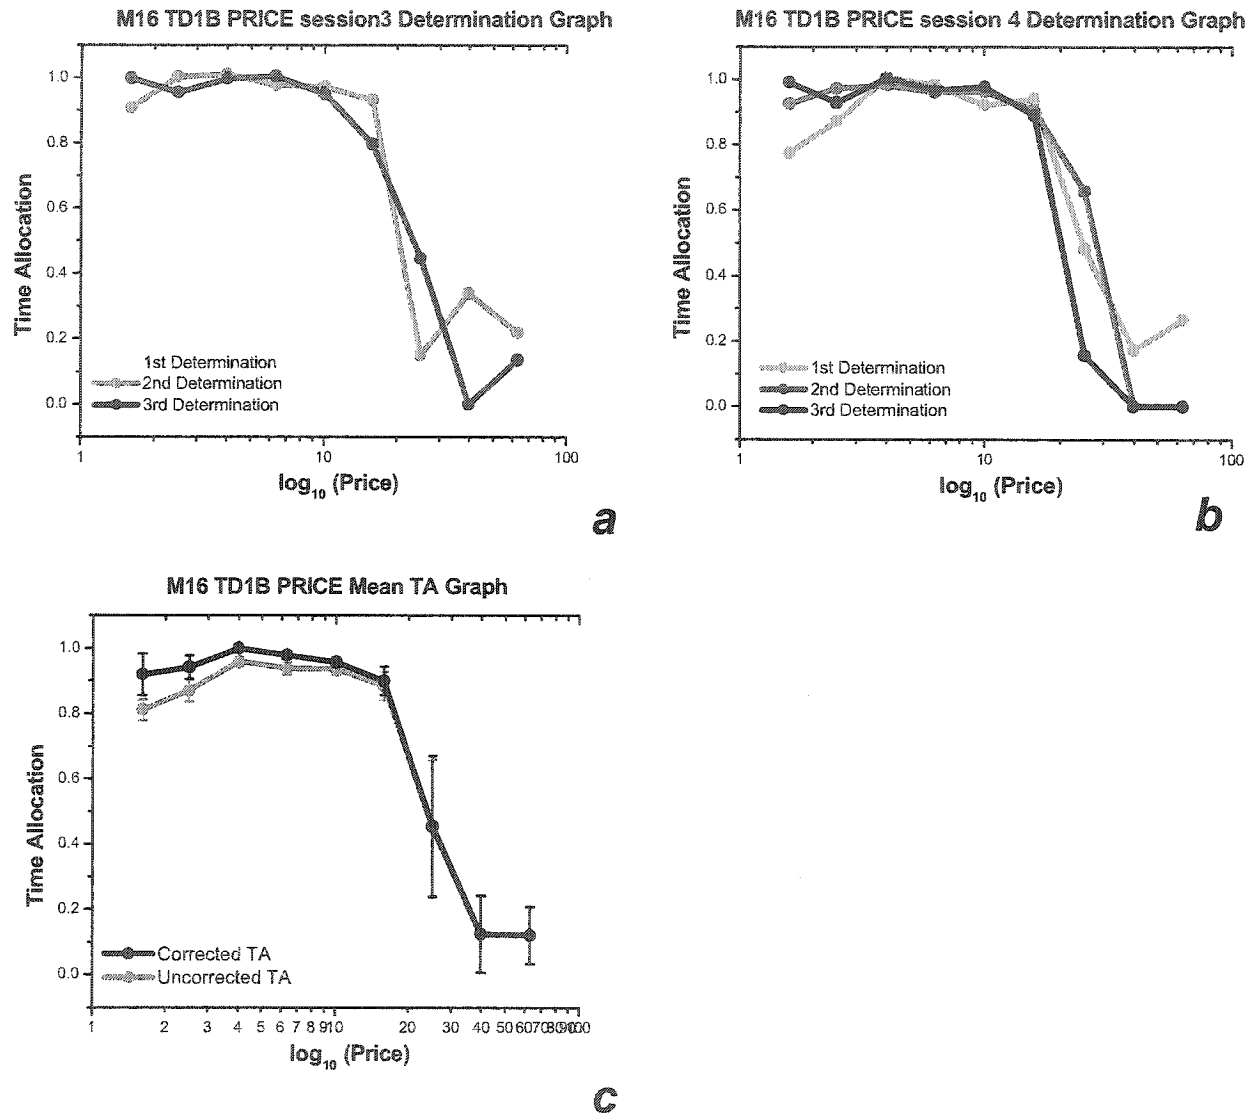 M16 TD1B PRICE session3 Determination Graph
1.0
0.8
0.6
0.4
0.2
0.0
Time Allocation
1st Determination
2nd Determination
3rd Determination
1 10 100
log10 (Price)
a
M16 TD1B PRICE session 4 Determination Graph
1.0
0.8
0.6
0.4
0.2
0.0
Time Allocation
1st Determination
2nd Determination
3rd Determination
1 10 100
log10 (Price)
b
M16 TD1B PRICE Mean TA Graph
1.0
0.8
0.6
0.4
0.2
0.0
Time Allocation
Corrected TA
Uncorrected TA
1 2 3 4 5 6 7 8 9 10 20 30 40 50 60 70 80 90 100
log10 (Price)
c